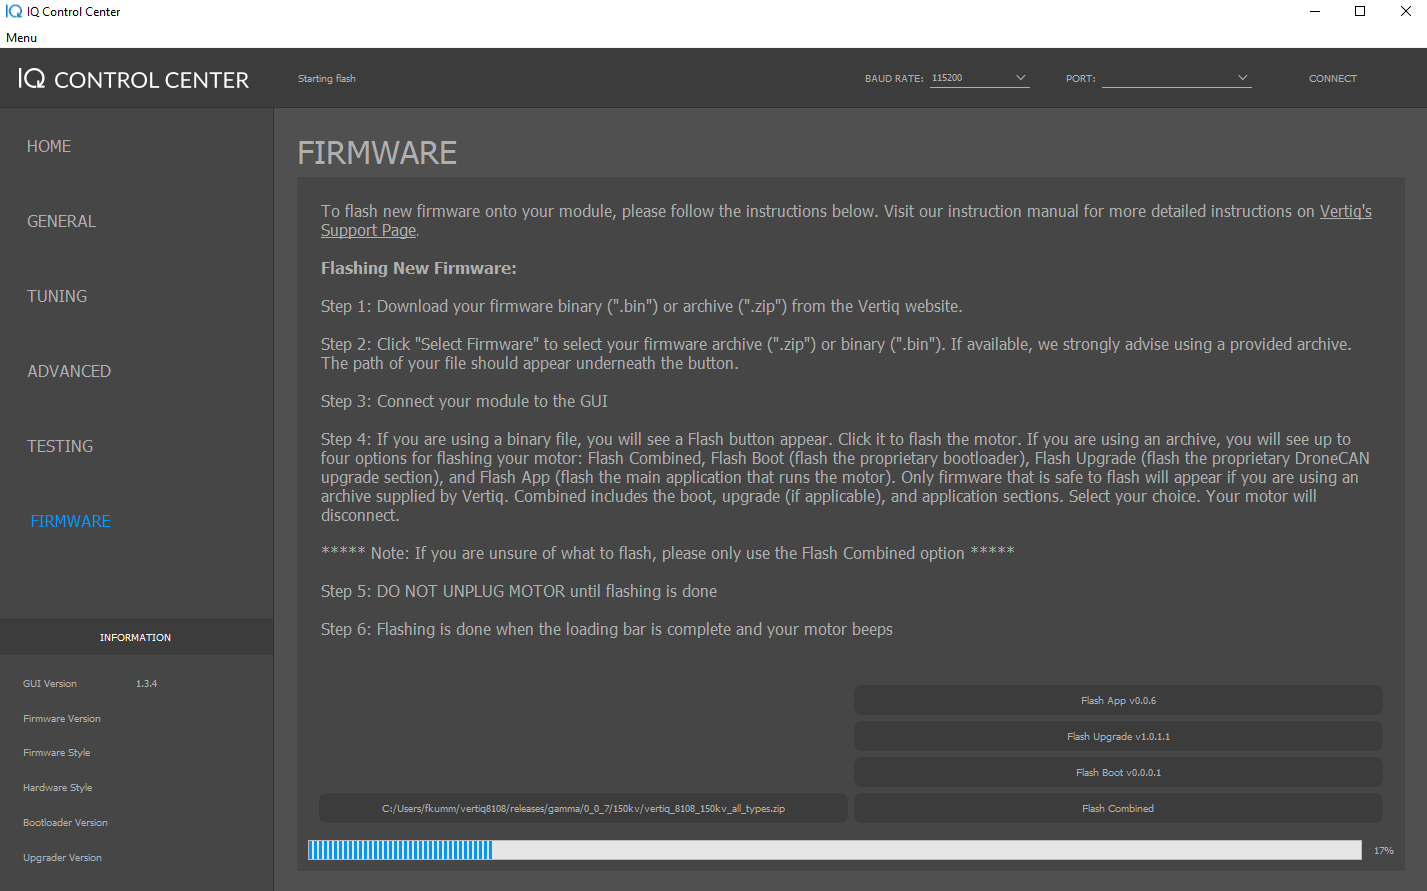 IQ Control Center
Menu
IQ CONTROL CENTER
Starting flash
BAUD RATE: 115200
PORT:
CONNECT
HOME
GENERAL
TUNING
ADVANCED
TESTING
FIRMWARE
INFORMATION
GUI Version 1.3.4
Firmware Version
Firmware Style
Hardware Style
Bootloader Version
Upgrader Version
FIRMWARE
To flash new firmware onto your module, please follow the instructions below. Visit our instruction manual for more detailed instructions on Vertiq's
Support Page.
Flashing New Firmware:
Step 1: Download your firmware binary (".bin") or archive (".zip") from the Vertiq website.
Step 2: Click "Select Firmware" to select your firmware archive (".zip") or binary (".bin"). If available, we strongly advise using a provided archive.
The path of your file should appear underneath the button.
Step 3: Connect your module to the GUI
Step 4: If you are using a binary file, you will see a Flash button appear. Click it to flash the motor. If you are using an archive, you will see up to
four options for flashing your motor: Flash Combined, Flash Boot (flash the proprietary bootloader), Flash Upgrade (flash the proprietary DroneCAN
upgrade section), and Flash App (flash the main application that runs the motor). Only firmware that is safe to flash will appear if you are using an
archive supplied by Vertiq. Combined includes the boot, upgrade (if applicable), and application sections. Select your choice. Your motor will
disconnect.
***** Note: If you are unsure of what to flash, please only use the Flash Combined option *****
Step 5: DO NOT UNPLUG MOTOR until flashing is done
Step 6: Flashing is done when the loading bar is complete and your motor beeps
Flash App v0.0.6
Flash Upgrade v1.0.1.1
Flash Boot v0.0.0.1
C:/Users/fkumm/vertiq8108/releases/gamma/0_0_7/150kv/vertiq_8108_150kv_all_types.zip
Flash Combined
17%